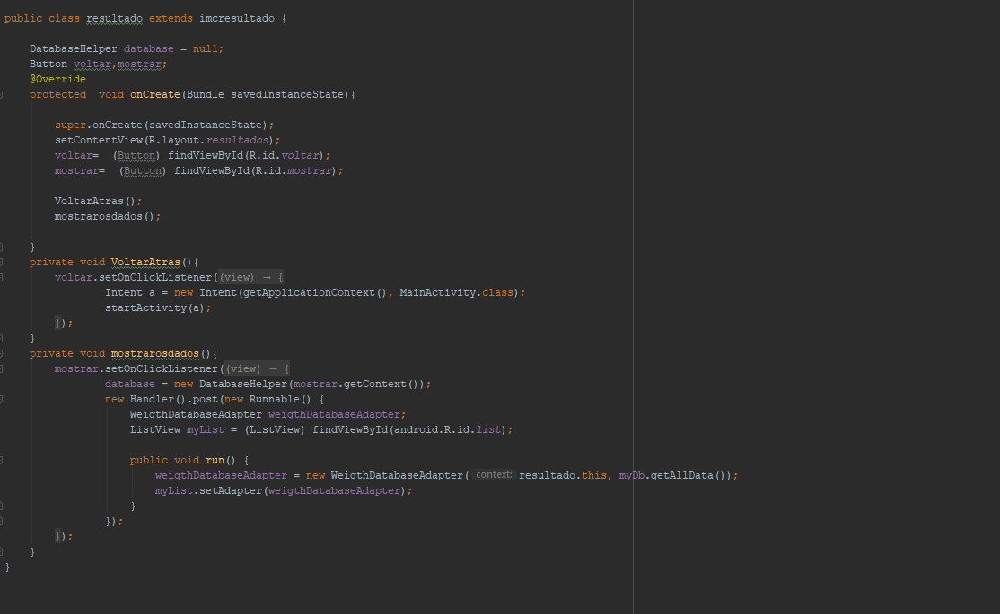 public class resultado extends imcresultado {
DatabaseHelper database = null;
Button voltar,mostrar;
@Override
protected  void onCreate(Bundle savedInstanceState){
super.onCreate(savedInstanceState);
setContentView(R.layout.resultados);
voltar=  (Button) findViewById(R.id.voltar);
mostrar=  (Button) findViewById(R.id.mostrar);
VoltarAtras();
mostrarosdados();
}
private void VoltarAtras(){
voltar.setOnClickListener((view) → {
Intent a = new Intent(getApplicationContext(), MainActivity.class);
startActivity(a);
});
}
private void mostrarosdados(){
mostrar.setOnClickListener((view) → {
database = new DatabaseHelper(mostrar.getContext());
new Handler().post(new Runnable() {
WeigthDatabaseAdapter weigthDatabaseAdapter;
ListView myList = (ListView) findViewById(android.R.id.list);
public void run() {
weigthDatabaseAdapter = new WeigthDatabaseAdapter( context: resultado.this, myDb.getAllData());
myList.setAdapter(weigthDatabaseAdapter);
}
});
});
}
}